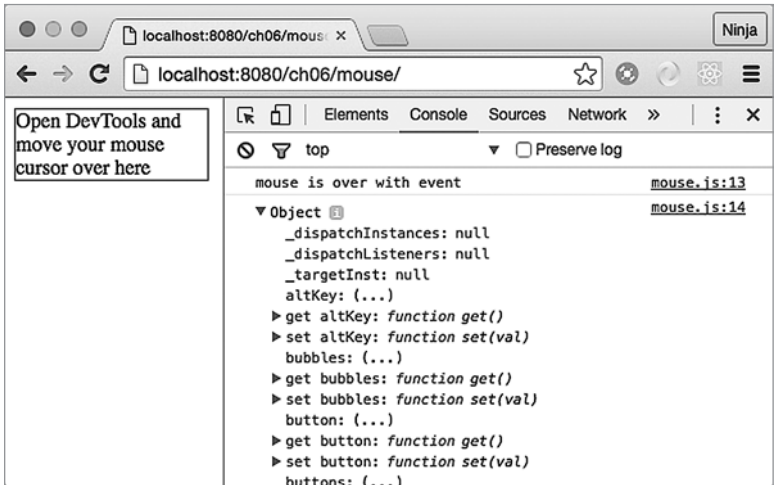 localhost:8080/ch06/mous
Ninja
localhost:8080/ch06/mouse/
Open DevTools and
move your mouse
cursor over here
Elements Console Sources Network »
top Preserve log
mouse is over with event mouse.js:13
Object mouse.js:14
_dispatchInstances: null
_dispatchListeners: null
_targetInst: null
altKey: (...)
get altKey: function get()
set altKey: function set(val)
bubbles: (...)
get bubbles: function get()
set bubbles: function set(val)
button: (...)
get button: function get()
set button: function set(val)
buttons: (...)